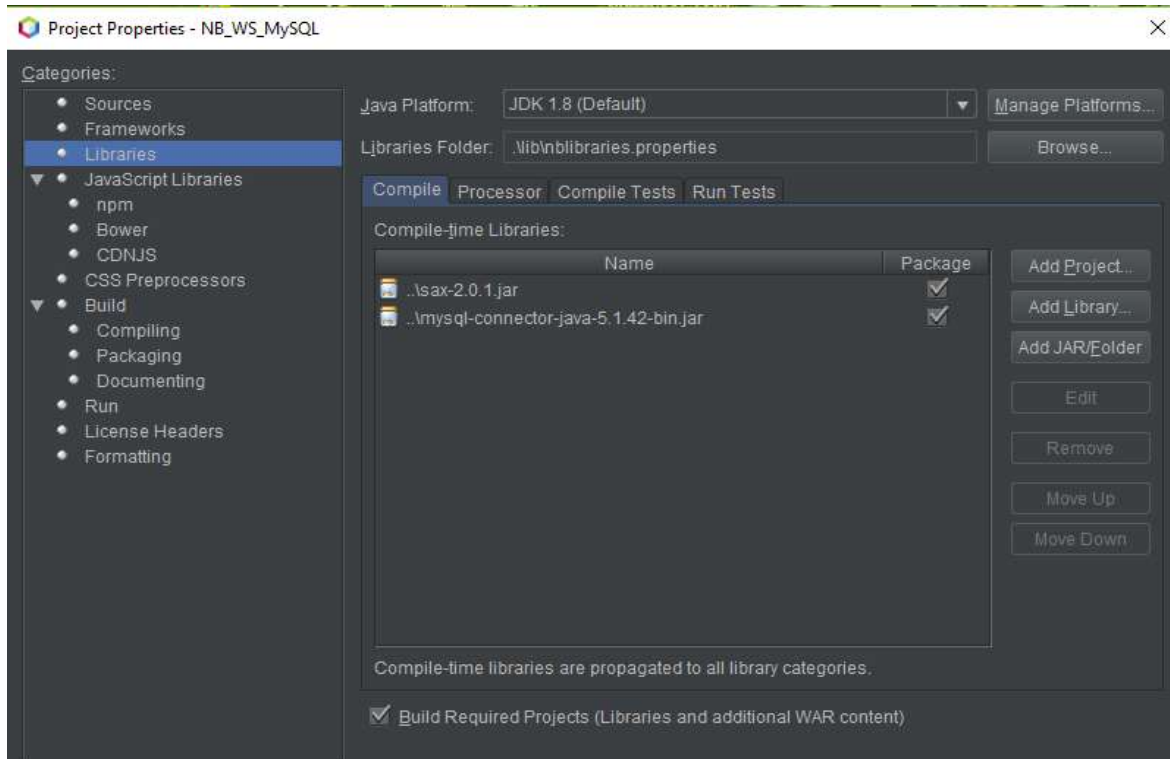 Project Properties - NB_WS_MySQL
Categories:
Sources
Frameworks
Libraries
JavaScript Libraries
npm
Bower
CDNJS
CSS Preprocessors
Build
Compiling
Packaging
Documenting
Run
License Headers
Formatting
Java Platform: JDK 1.8 (Default) Manage Platforms...
Libraries Folder: .\lib\nblibraries.properties Browse...
Compile Processor Compile Tests Run Tests
Compile-time Libraries:
Name Package
..\sax-2.0.1.jar
..\mysql-connector-java-5.1.42-bin.jar
Add Project...
Add Library...
Add JAR/Folder
Edit
Remove
Move Up
Move Down
Compile-time libraries are propagated to all library categories.
Build Required Projects (Libraries and additional WAR content)